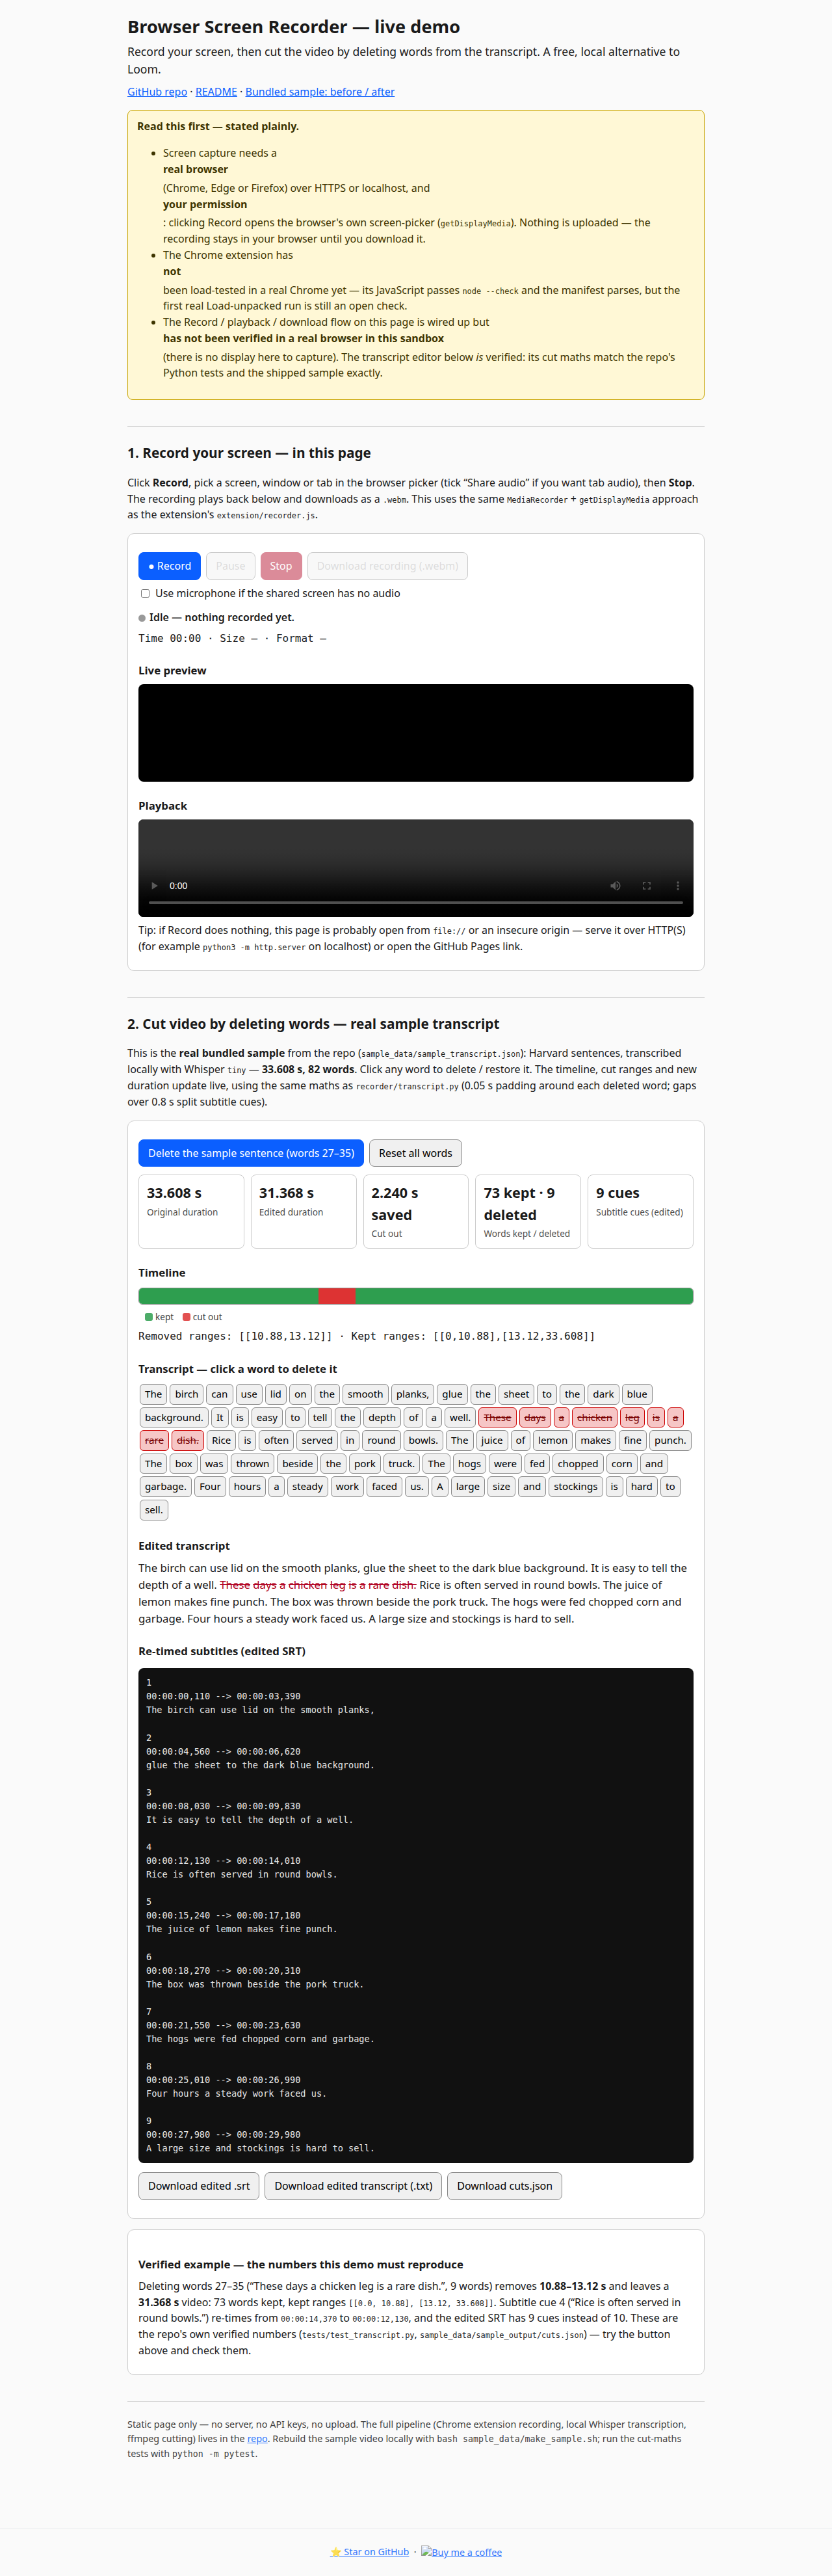 Browser Screen Recorder — live demo
Record your screen, then cut the video by deleting words from the transcript. A free, local alternative to
Loom.
GitHub repo · README · Bundled sample: before / after
Read this first — stated plainly.
• Screen capture needs a
real browser
(Chrome, Edge or Firefox) over HTTPS or localhost, and
your permission
: clicking Record opens the browser's own screen-picker (getDisplayMedia). Nothing is uploaded — the
recording stays in your browser until you download it.
• The Chrome extension has
not
been load-tested in a real Chrome yet — its JavaScript passes node --check and the manifest parses, but the
first real Load-unpacked run is still an open check.
• The Record / playback / download flow on this page is wired up but
has not been verified in a real browser in this sandbox
(there is no display here to capture). The transcript editor below is verified: its cut maths match the repo's
Python tests and the shipped sample exactly.
1. Record your screen — in this page
Click Record, pick a screen, window or tab in the browser picker (tick “Share audio” if you want tab audio), then Stop.
The recording plays back below and downloads as a .webm. This uses the same MediaRecorder + getDisplayMedia approach
as the extension's extension/recorder.js.
● Record Pause Stop Download recording (.webm)
Use microphone if the shared screen has no audio
Idle — nothing recorded yet.
Time 00:00 · Size — · Format —
Live preview
Playback
0:00
Tip: if Record does nothing, this page is probably open from file:// or an insecure origin — serve it over HTTP(S)
(for example python3 -m http.server on localhost) or open the GitHub Pages link.
2. Cut video by deleting words — real sample transcript
This is the real bundled sample from the repo (sample_data/sample_transcript.json): Harvard sentences, transcribed
locally with Whisper tiny — 33.608 s, 82 words. Click any word to delete / restore it. The timeline, cut ranges and new
duration update live, using the same maths as recorder/transcript.py (0.05 s padding around each deleted word; gaps
over 0.8 s split subtitle cues).
Delete the sample sentence (words 27–35) Reset all words
33.608 s
Original duration
31.368 s
Edited duration
2.240 s
saved
Cut out
73 kept · 9
deleted
Words kept / deleted
9 cues
Subtitle cues (edited)
Timeline
kept cut out
Removed ranges: [[10.88,13.12]] · Kept ranges: [[0,10.88],[13.12,33.608]]
Transcript — click a word to delete it
The birch can use lid on the smooth planks, glue the sheet to the dark blue
background. It is easy to tell the depth of a well. These days a chicken leg is a
rare dish. Rice is often served in round bowls. The juice of lemon makes fine punch.
The box was thrown beside the pork truck. The hogs were fed chopped corn and
garbage. Four hours a steady work faced us. A large size and stockings is hard to
sell.
Edited transcript
The birch can use lid on the smooth planks, glue the sheet to the dark blue background. It is easy to tell the
depth of a well. These days a chicken leg is a rare dish. Rice is often served in round bowls. The juice of
lemon makes fine punch. The box was thrown beside the pork truck. The hogs were fed chopped corn and
garbage. Four hours a steady work faced us. A large size and stockings is hard to sell.
Re-timed subtitles (edited SRT)
1
00:00:00,110 --> 00:00:03,390
The birch can use lid on the smooth planks,
2
00:00:04,560 --> 00:00:06,620
glue the sheet to the dark blue background.
3
00:00:08,030 --> 00:00:09,830
It is easy to tell the depth of a well.
4
00:00:12,130 --> 00:00:14,010
Rice is often served in round bowls.
5
00:00:15,240 --> 00:00:17,180
The juice of lemon makes fine punch.
6
00:00:18,270 --> 00:00:20,310
The box was thrown beside the pork truck.
7
00:00:21,550 --> 00:00:23,630
The hogs were fed chopped corn and garbage.
8
00:00:25,010 --> 00:00:26,990
Four hours a steady work faced us.
9
00:00:27,980 --> 00:00:29,980
A large size and stockings is hard to sell.
Download edited .srt Download edited transcript (.txt) Download cuts.json
Verified example — the numbers this demo must reproduce
Deleting words 27–35 (“These days a chicken leg is a rare dish.”, 9 words) removes 10.88–13.12 s and leaves a
31.368 s video: 73 words kept, kept ranges [[0.0, 10.88], [13.12, 33.608]]. Subtitle cue 4 (“Rice is often served in
round bowls.”) re-times from 00:00:14,370 to 00:00:12,130, and the edited SRT has 9 cues instead of 10. These are
the repo's own verified numbers (tests/test_transcript.py, sample_data/sample_output/cuts.json) — try the button
above and check them.
Static page only — no server, no API keys, no upload. The full pipeline (Chrome extension recording, local Whisper transcription,
ffmpeg cutting) lives in the repo. Rebuild the sample video locally with bash sample_data/make_sample.sh; run the cut-maths
tests with python -m pytest.
⭐ Star on GitHub · Buy me a coffee